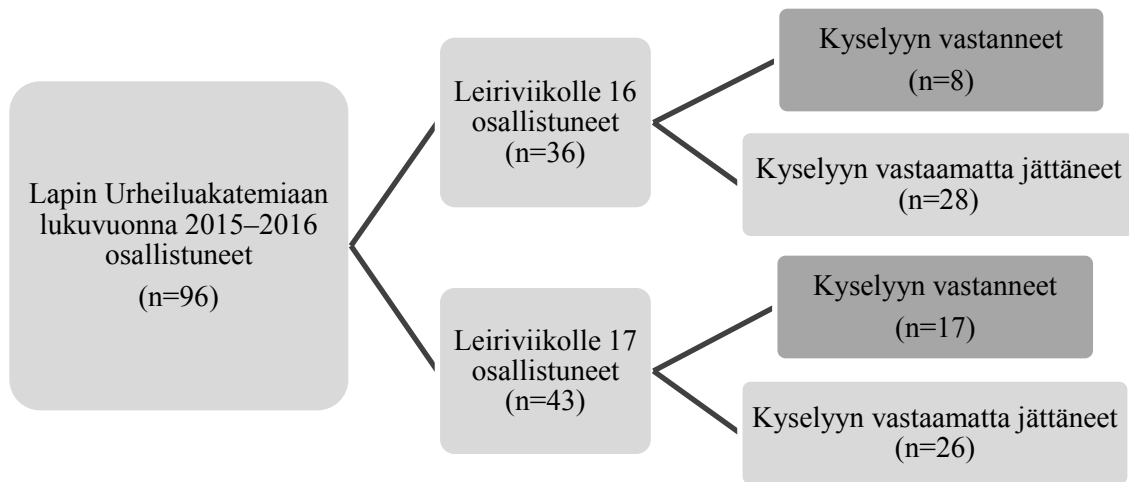 Lapin Urheiluakatemiaan
lukuvuonna 2015–2016
osallistuneet
(n=96)
Leiriviikolle 16
osallistuneet
(n=36)
Kyselyyn vastanneet
(n=8)
Kyselyyn vastaamatta jättäneet
(n=28)
Leiriviikolle 17
osallistuneet
(n=43)
Kyselyyn vastanneet
(n=17)
Kyselyyn vastaamatta jättäneet
(n=26)